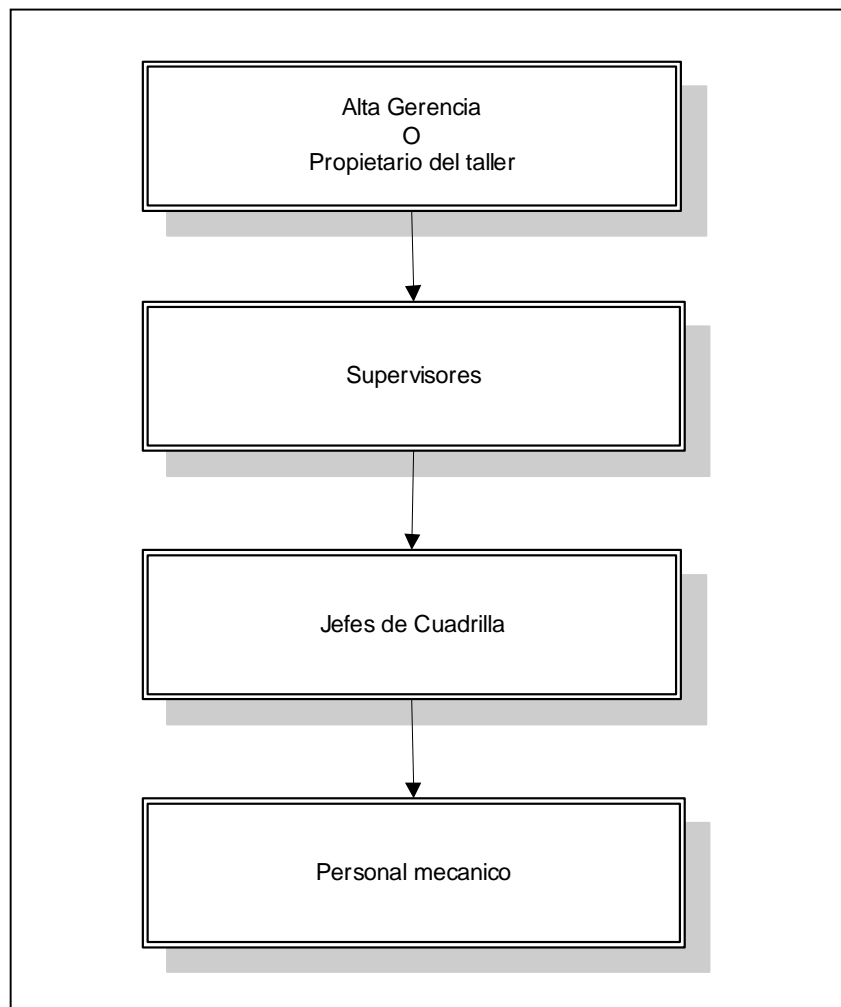 Alta Gerencia
O
Propietario del taller
Supervisores
Jefes de Cuadrilla
Personal mecanico